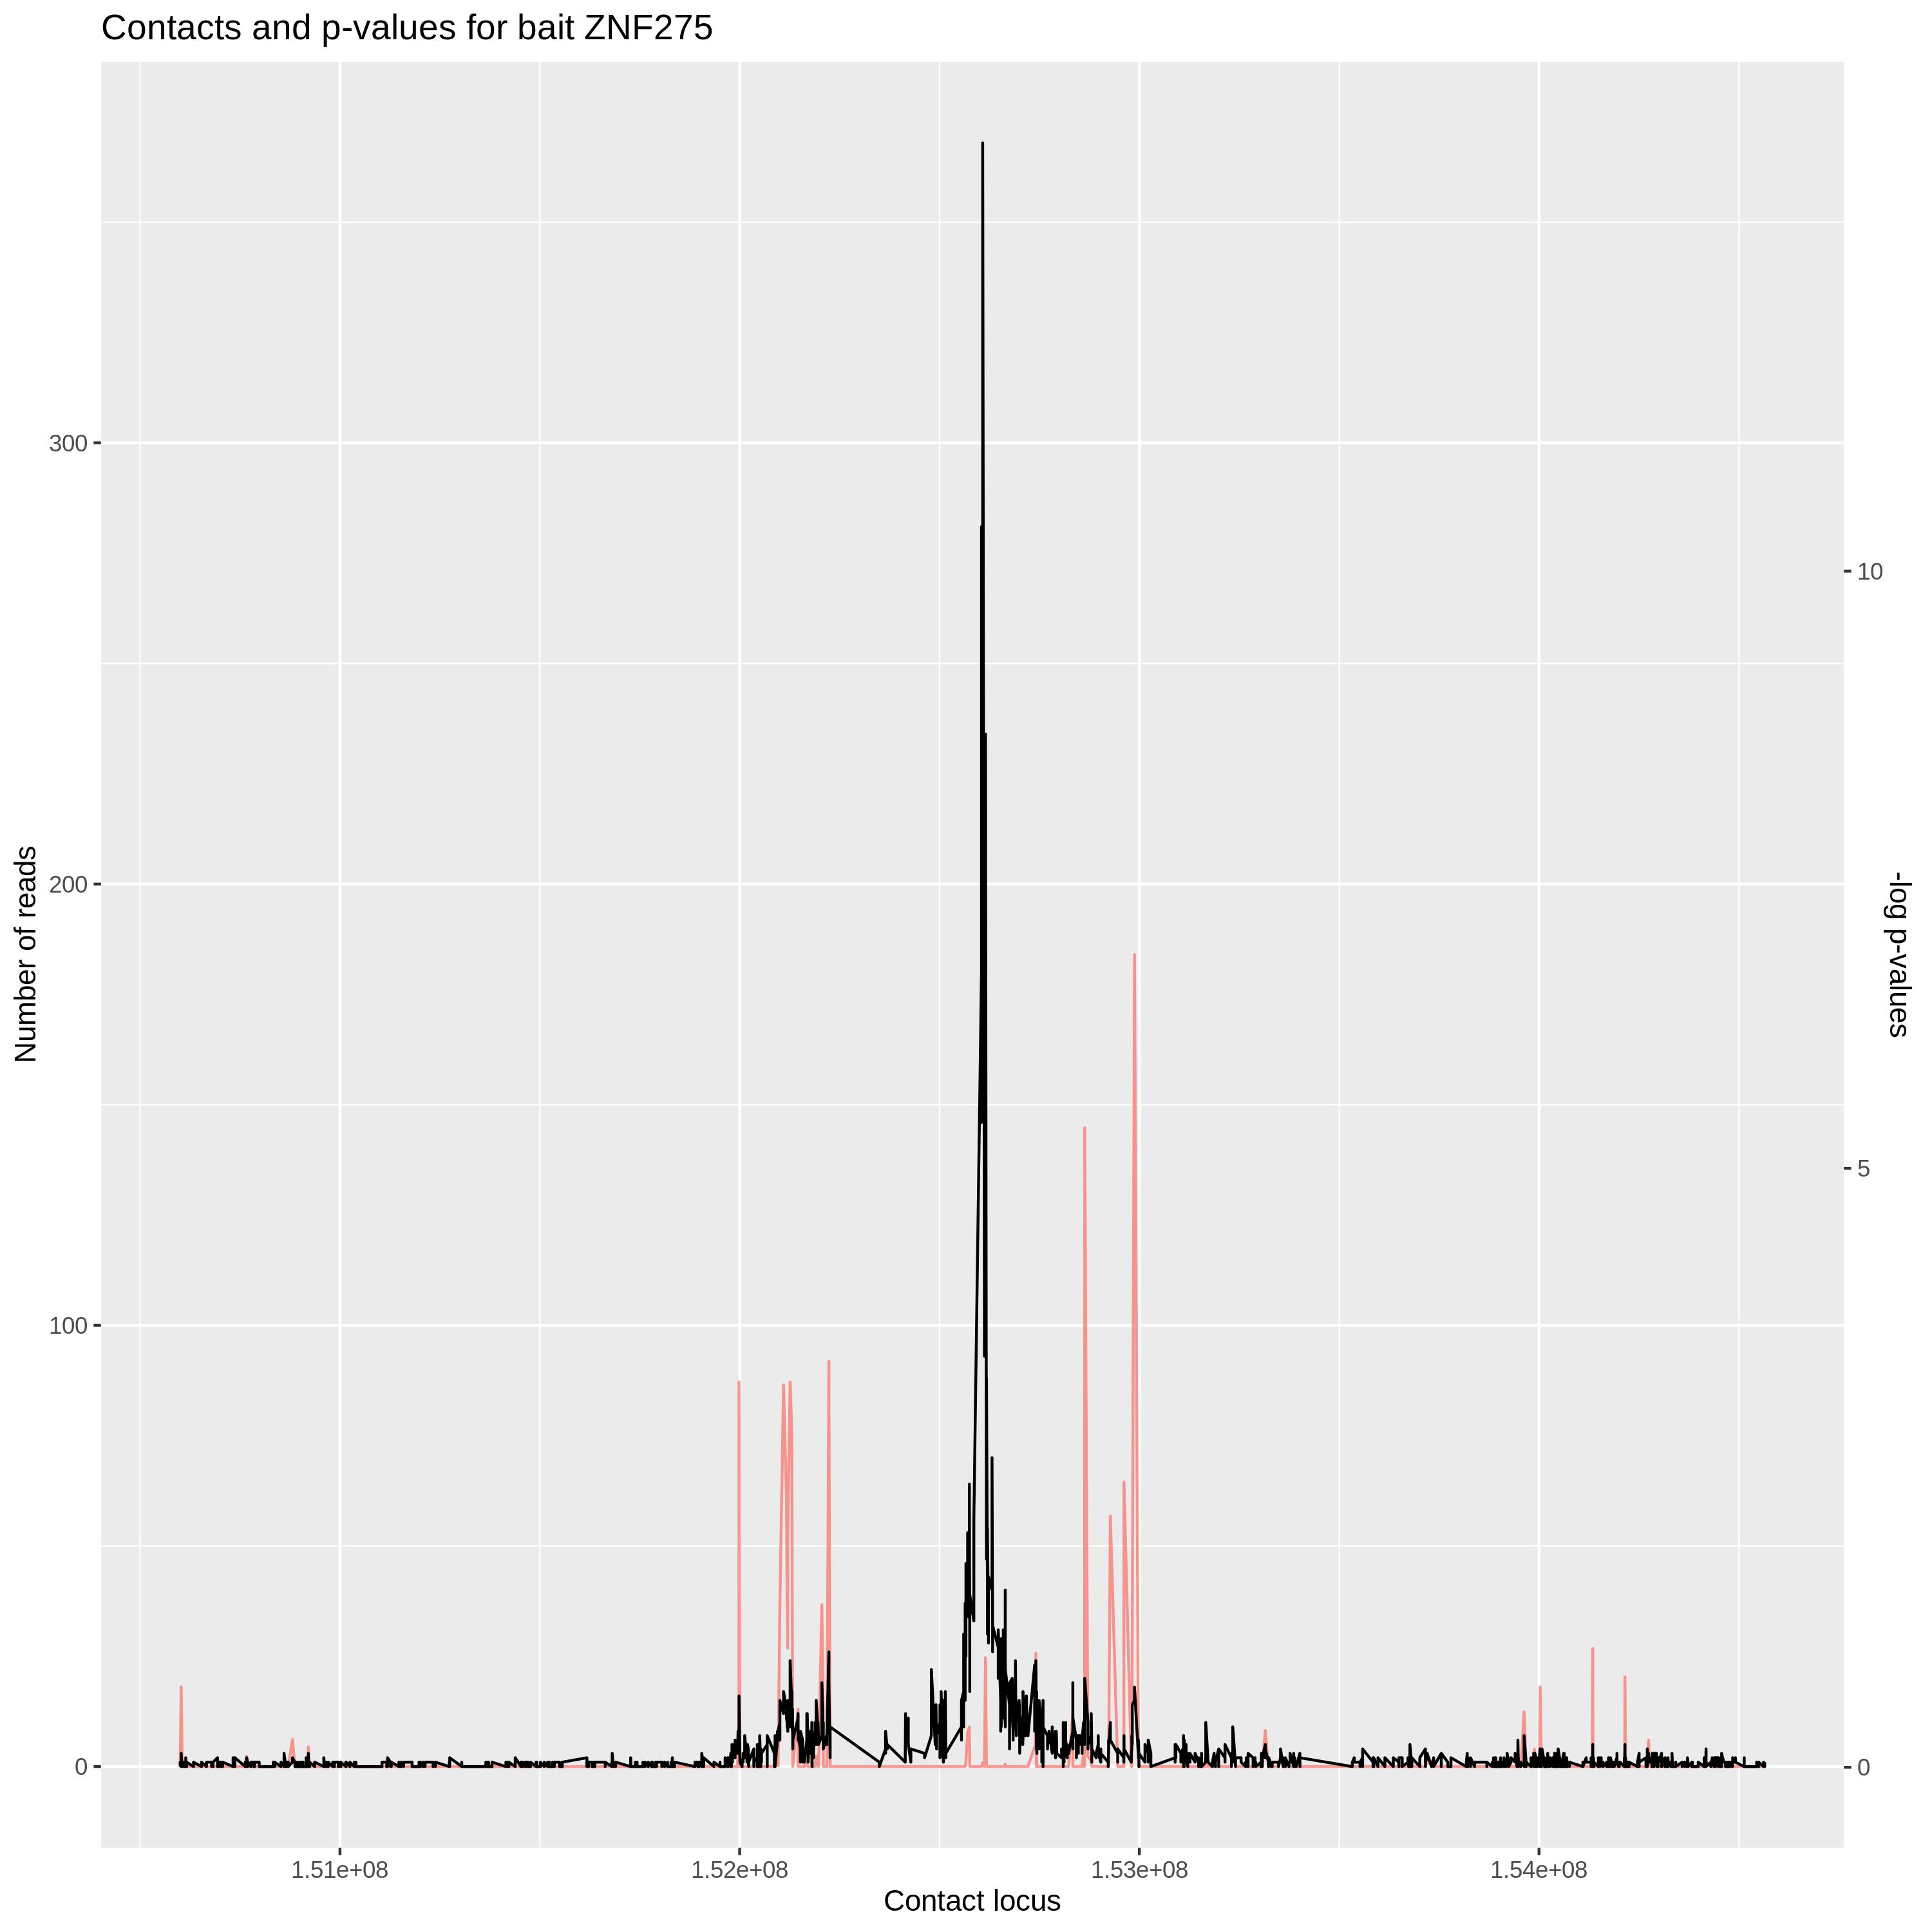 Contacts and p-values for bait ZNF275
Number of reads
300
200
100
0
-log p-values
10
5
0
1.51e+08
1.52e+08
1.53e+08
1.54e+08
Contact locus